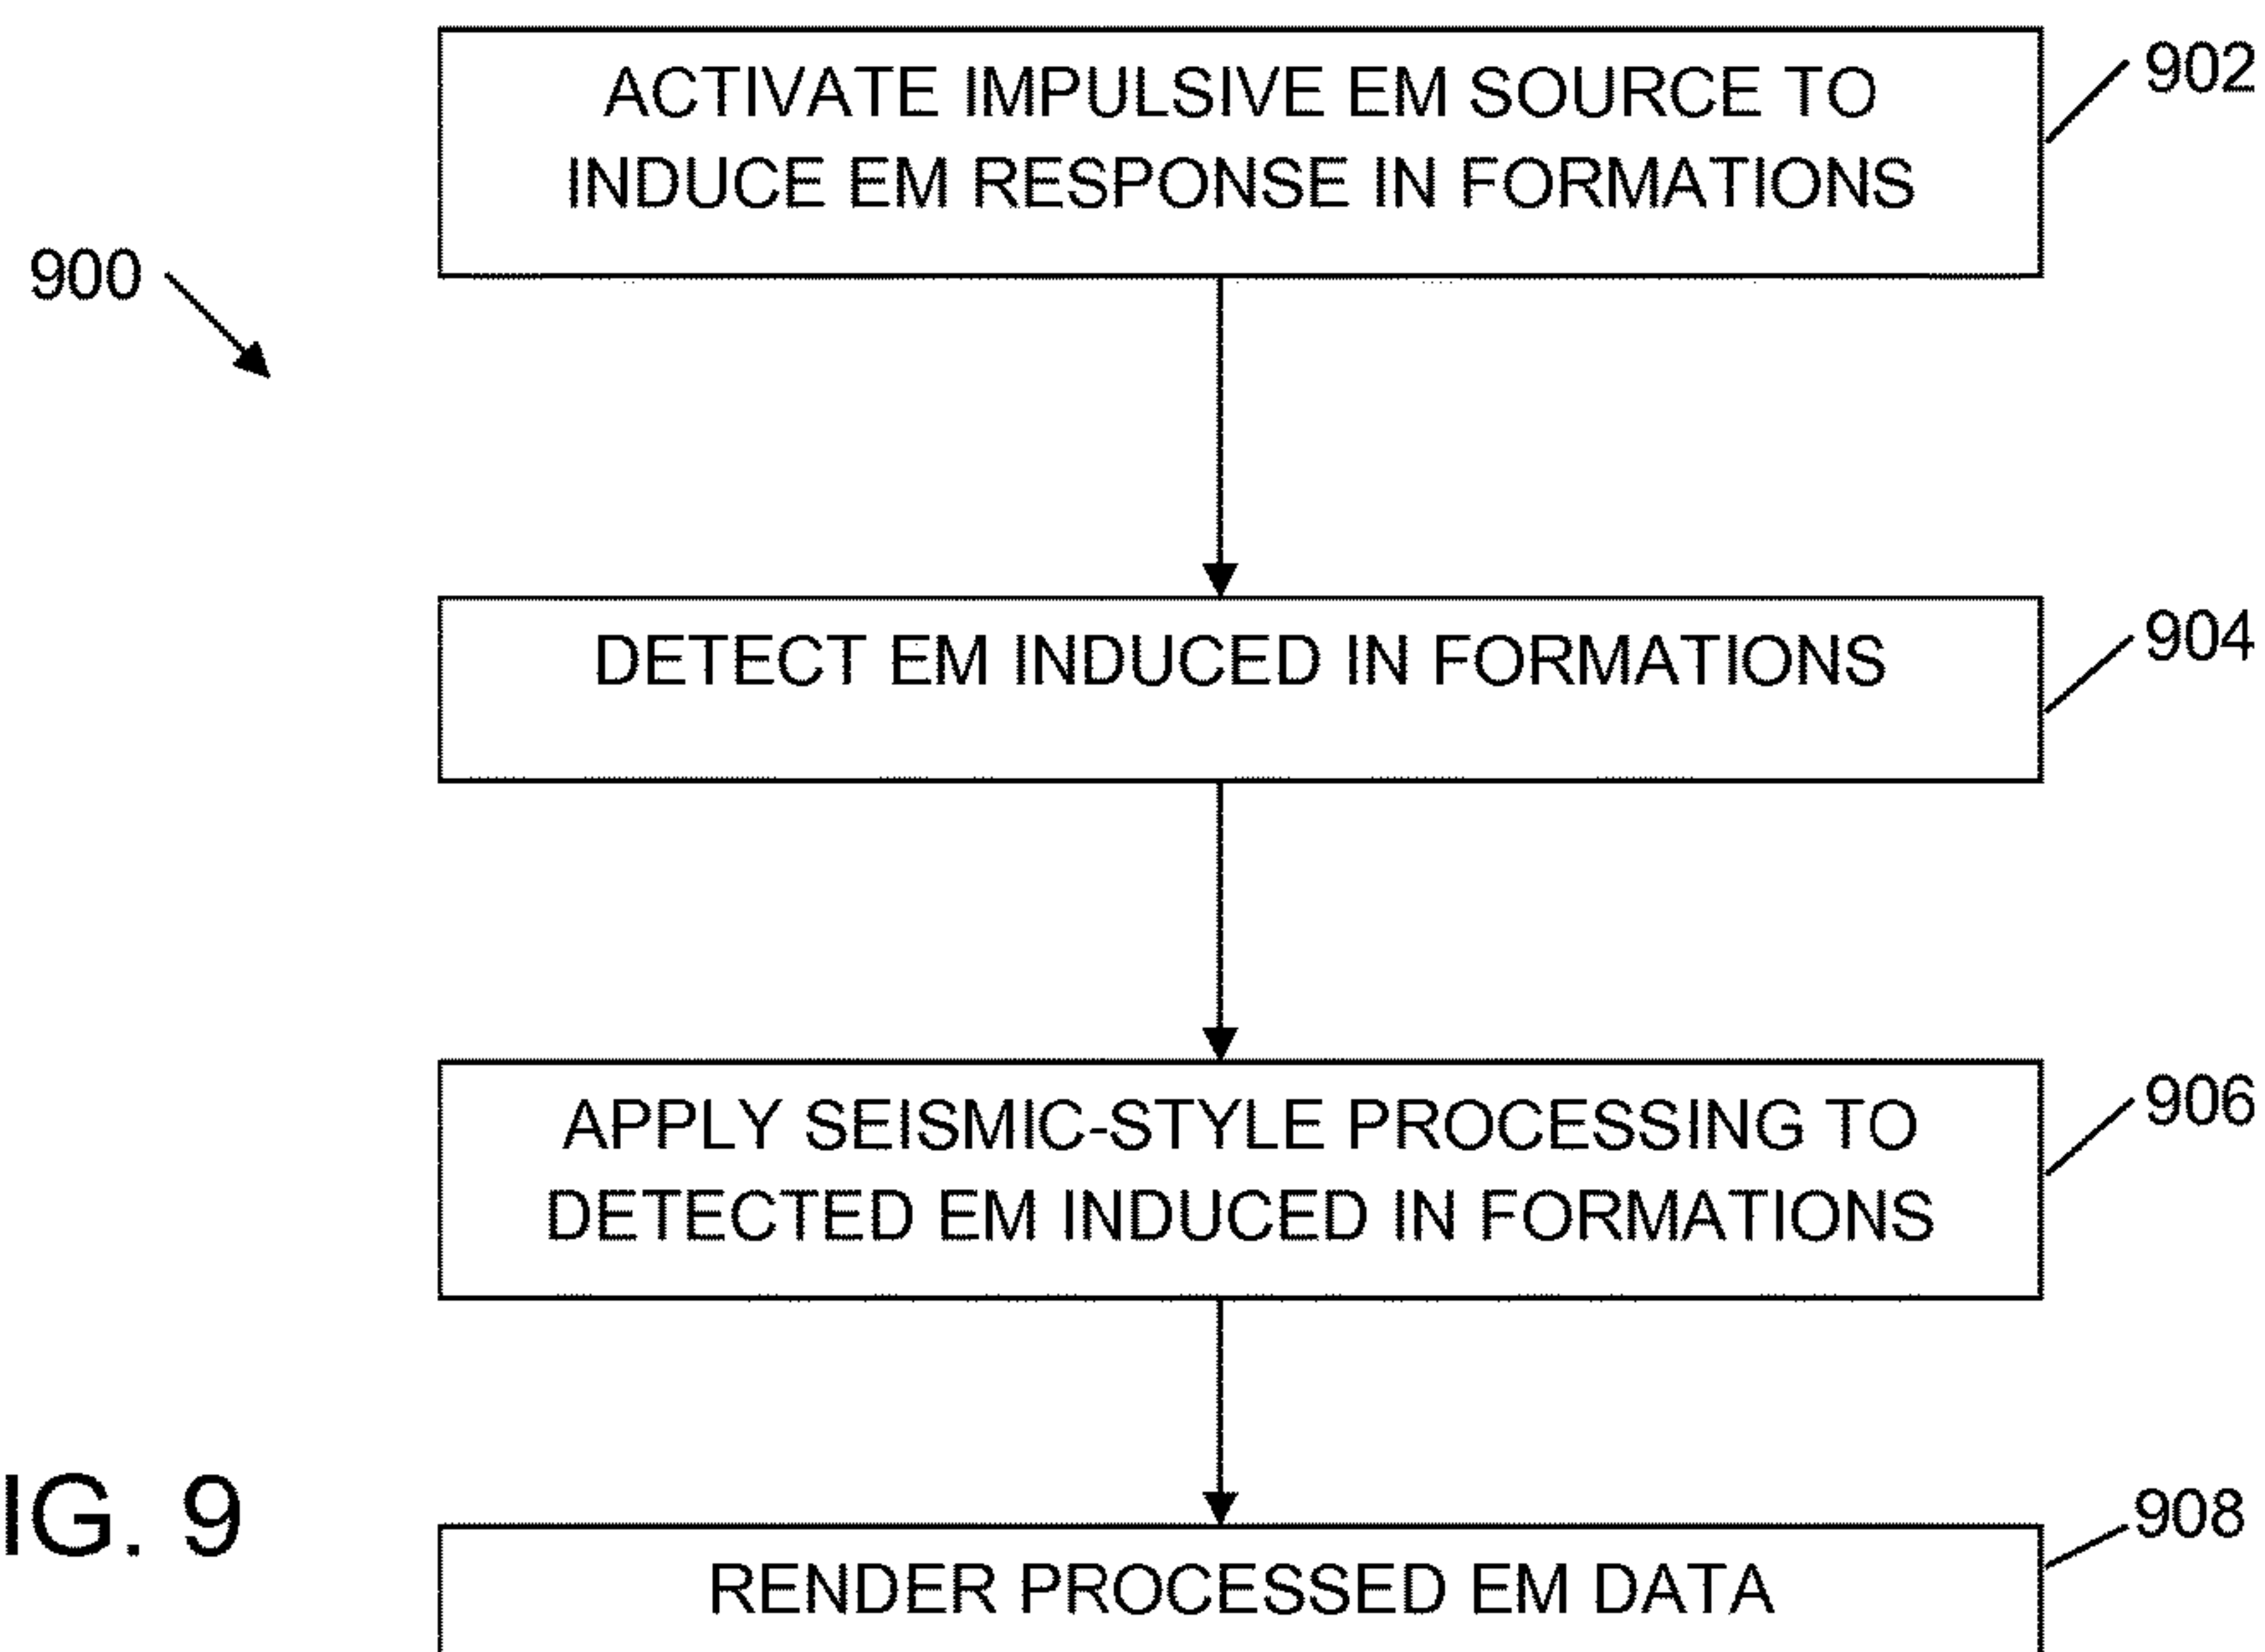 ACTIVATE IMPULSIVE EM SOURCE TO
INDUCE EM RESPONSE IN FORMATIONS
902
900
DETECT EM INDUCED IN FORMATIONS
904
APPLY SEISMIC-STYLE PROCESSING TO
DETECTED EM INDUCED IN FORMATIONS
906
IG. 9
RENDER PROCESSED EM DATA
908